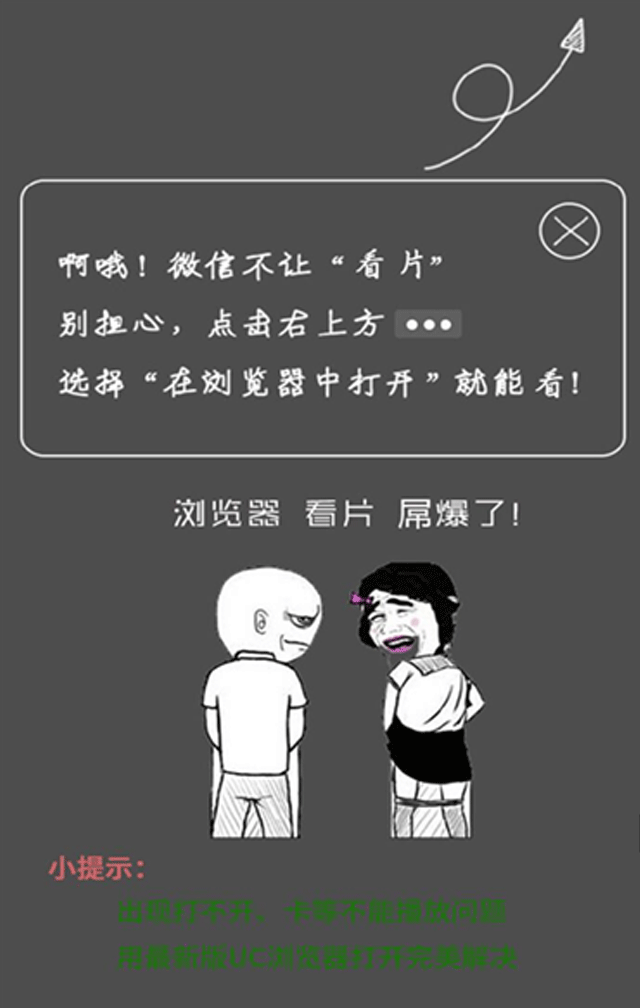 啊哦！微信不让“看片”
别担心，点击右上方
选择“在浏览器中打开”就能看！
浏览器 看片 屌爆了！
小提示：
出现打不开、卡等不能播放问题
用最新版UC浏览器打开完美解决